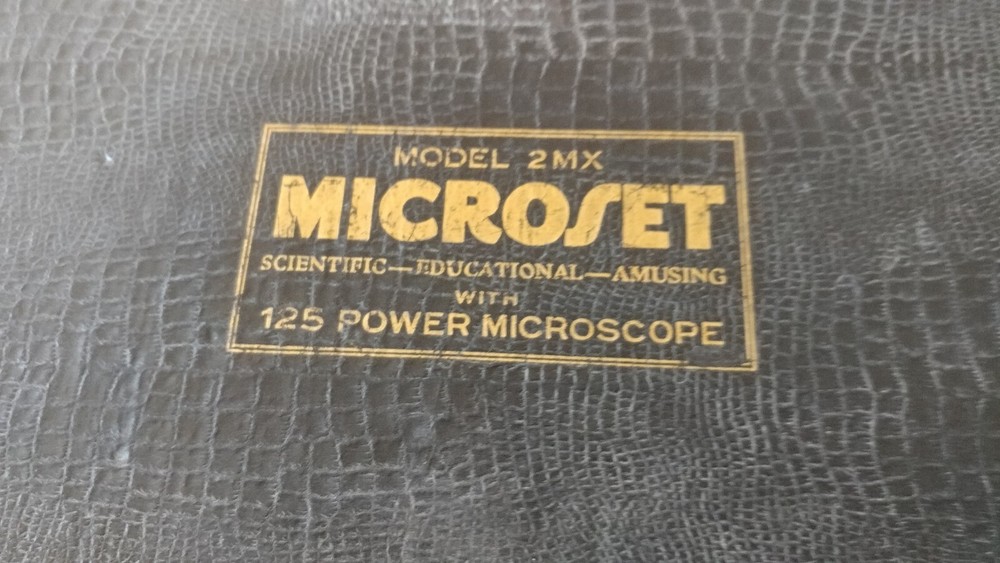 MODEL 2MX
MICROSET
SCIENTIFIC—EDUCATIONAL—AMUSING
WITH
125 POWER MICROSCOPE